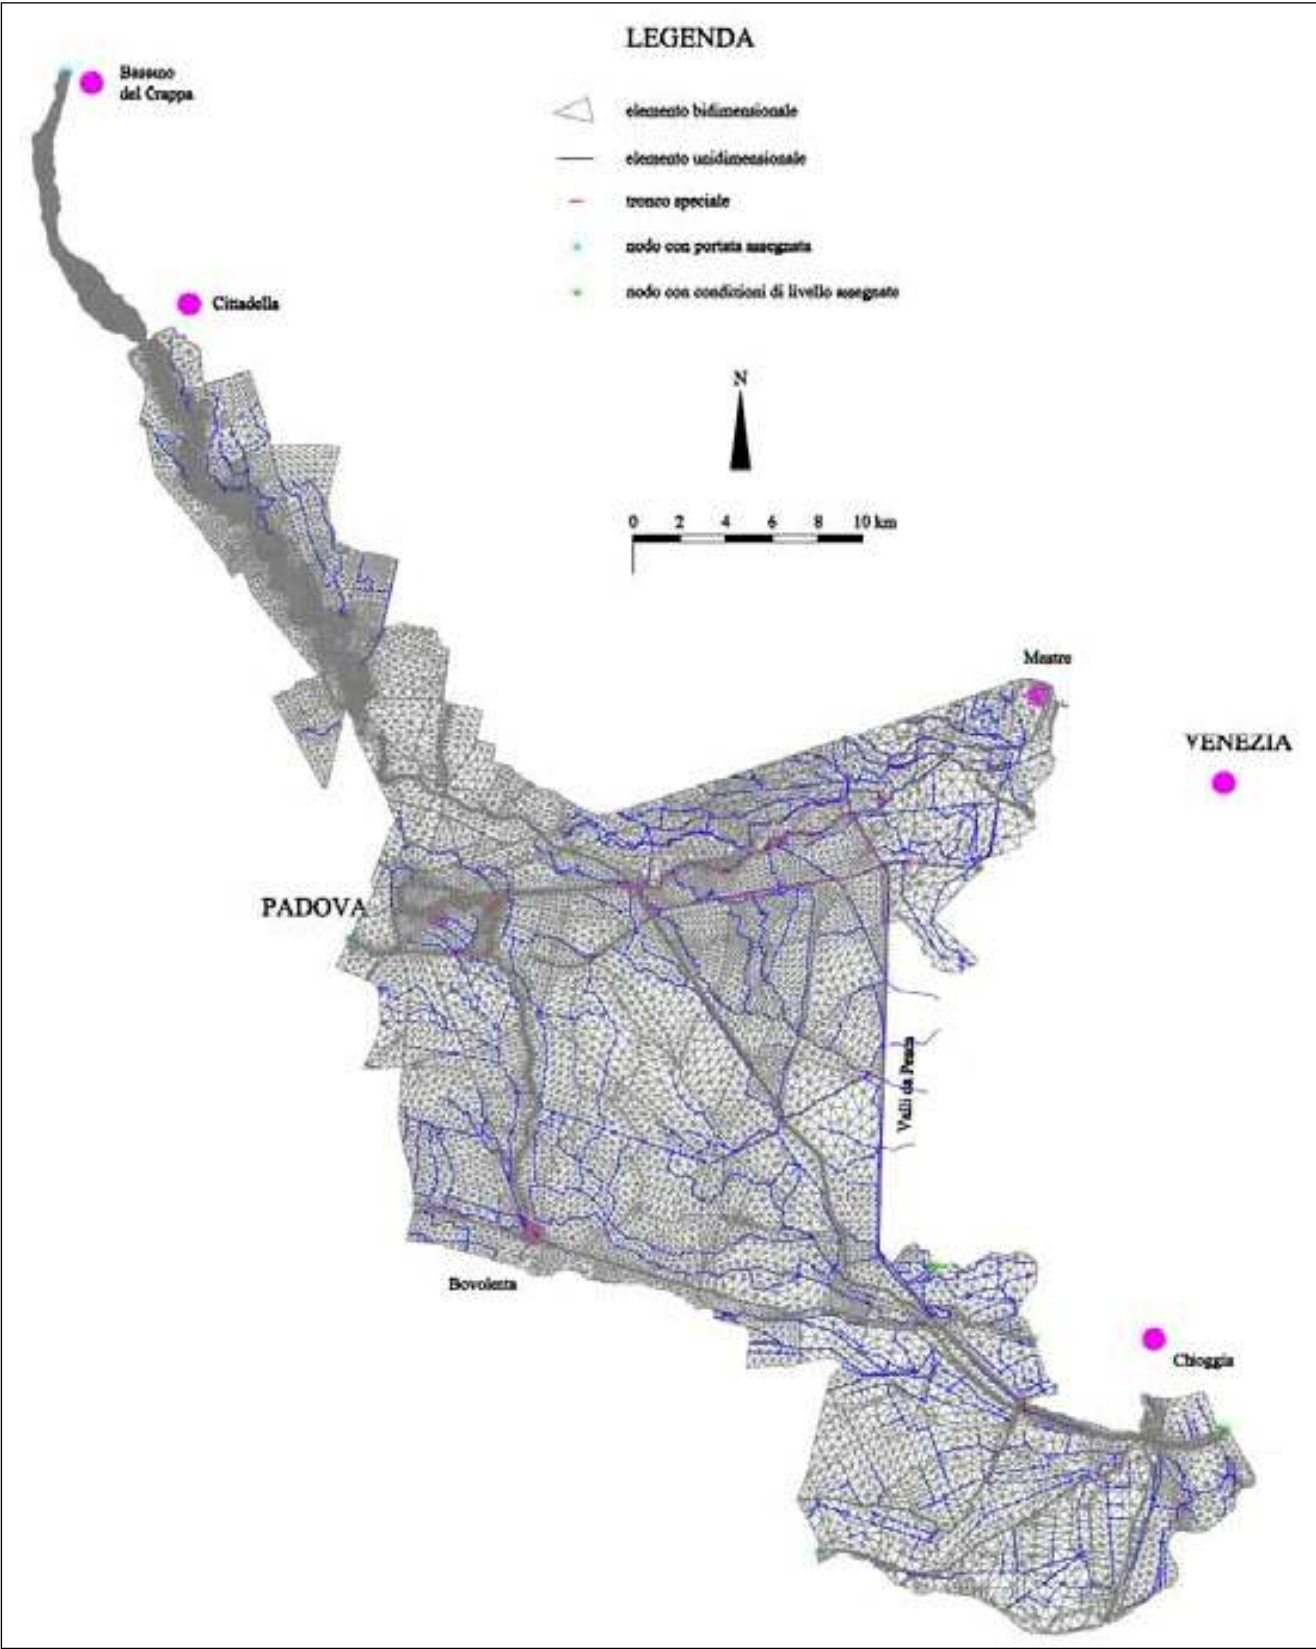 LEGENDA
Bassano
del Grappa
elemento bidimensionale
elemento unidimensionale
tronco speciale
nodo con portata assegnata
Cittadella
nodo con condizioni di livello assegnate
N
0 2 4 6 8 10 km
Mestre
VENEZIA
PADOVA
Valli da Pesca
Bovolenta
Chioggia